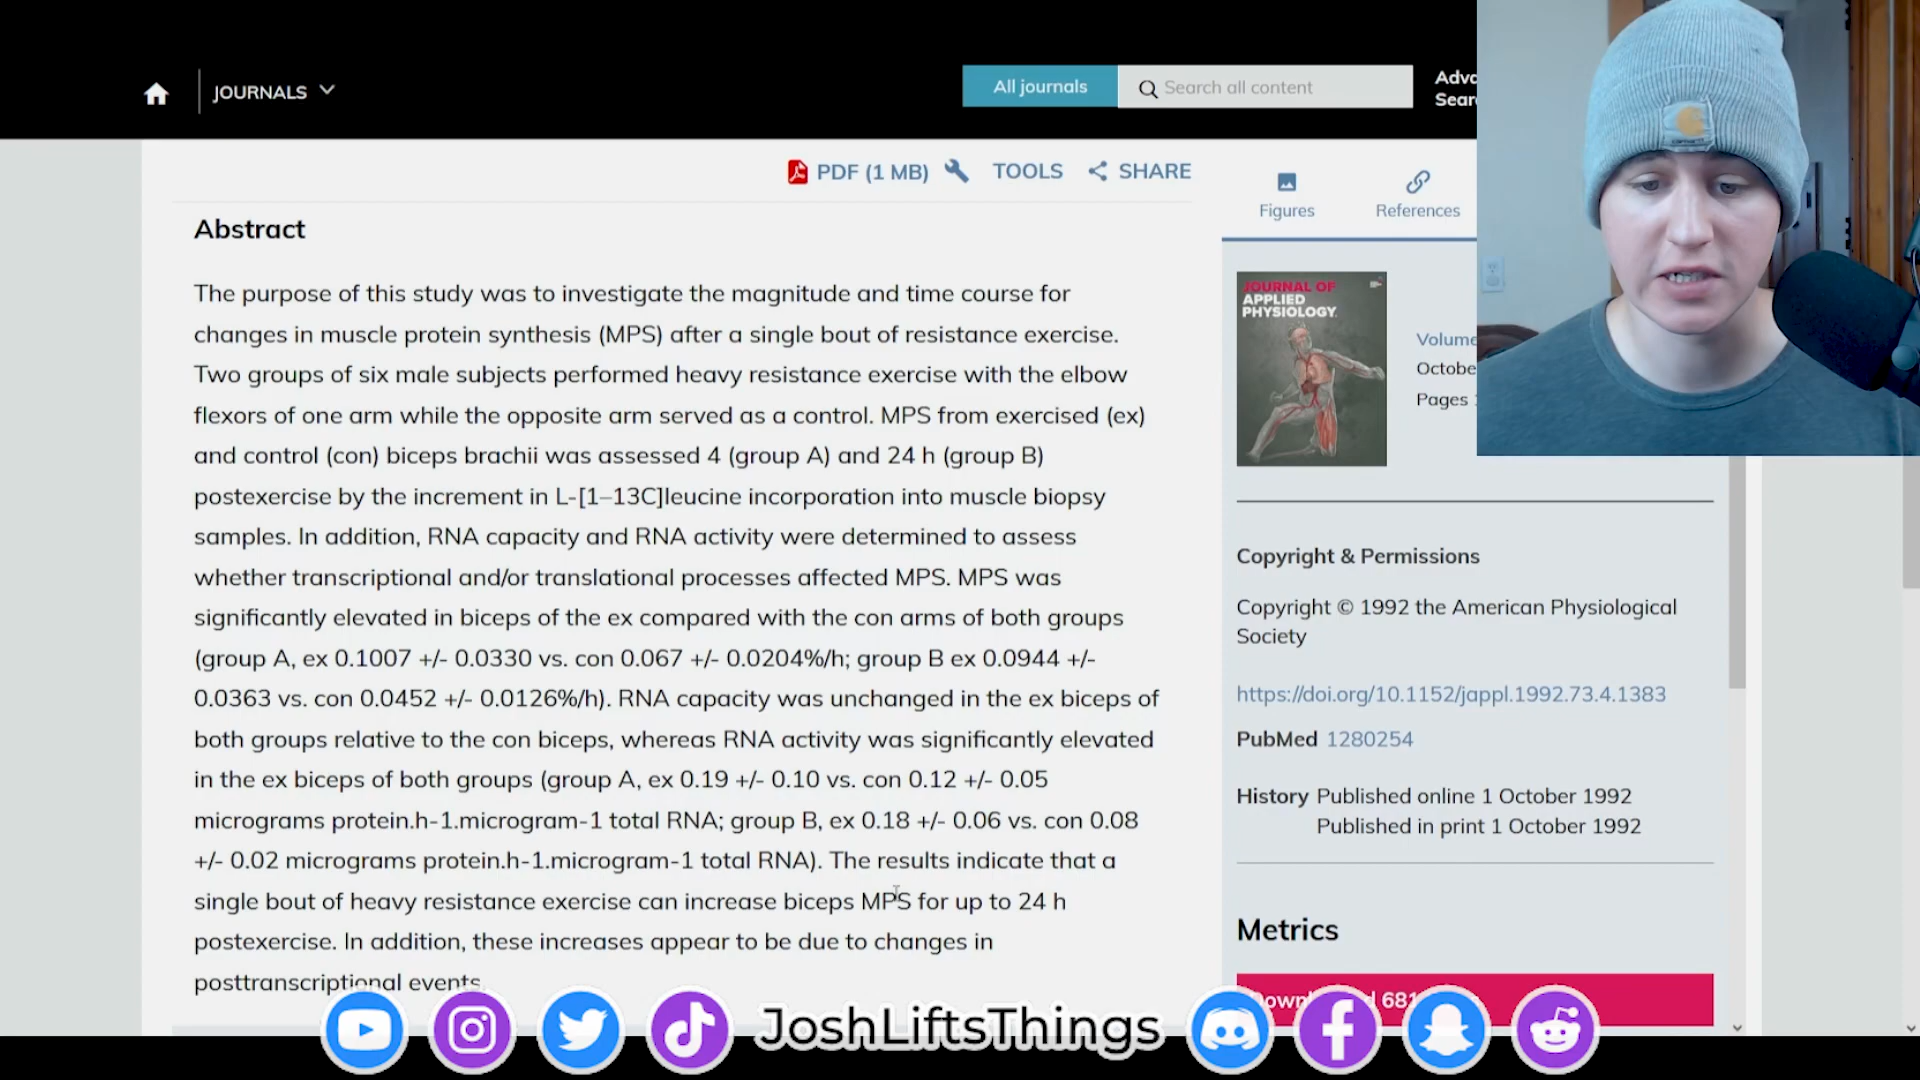 JOURNALS
All journals
Search all content
PDF (1 MB)
TOOLS
SHARE
Figures
References
Abstract
The purpose of this study was to investigate the magnitude and time course for
changes in muscle protein synthesis (MPS) after a single bout of resistance exercise.
Two groups of six male subjects performed heavy resistance exercise with the elbow
flexors of one arm while the opposite arm served as a control. MPS from exercised (ex)
and control (con) biceps brachii was assessed 4 (group A) and 24 h (group B)
postexercise by the increment in L-[1–13C]leucine incorporation into muscle biopsy
samples. In addition, RNA capacity and RNA activity were determined to assess
whether transcriptional and/or translational processes affected MPS. MPS was
significantly elevated in biceps of the ex compared with the con arms of both groups
(group A, ex 0.1007 +/- 0.0330 vs. con 0.067 +/- 0.0204%/h; group B ex 0.0944 +/-
0.0363 vs. con 0.0452 +/- 0.0126%/h). RNA capacity was unchanged in the ex biceps of
both groups relative to the con biceps, whereas RNA activity was significantly elevated
in the ex biceps of both groups (group A, ex 0.19 +/- 0.10 vs. con 0.12 +/- 0.05
micrograms protein.h-1.microgram-1 total RNA; group B, ex 0.18 +/- 0.06 vs. con 0.08
+/- 0.02 micrograms protein.h-1.microgram-1 total RNA). The results indicate that a
single bout of heavy resistance exercise can increase biceps MPS for up to 24 h
postexercise. In addition, these increases appear to be due to changes in
posttranscriptional events.
JOURNAL OF
APPLIED
PHYSIOLOGY
Volume
Octobe
Pages
Copyright & Permissions
Copyright © 1992 the American Physiological
Society
https://doi.org/10.1152/jappl.1992.73.4.1383
PubMed 1280254
History Published online 1 October 1992
Published in print 1 October 1992
Metrics
JoshLiftsThings